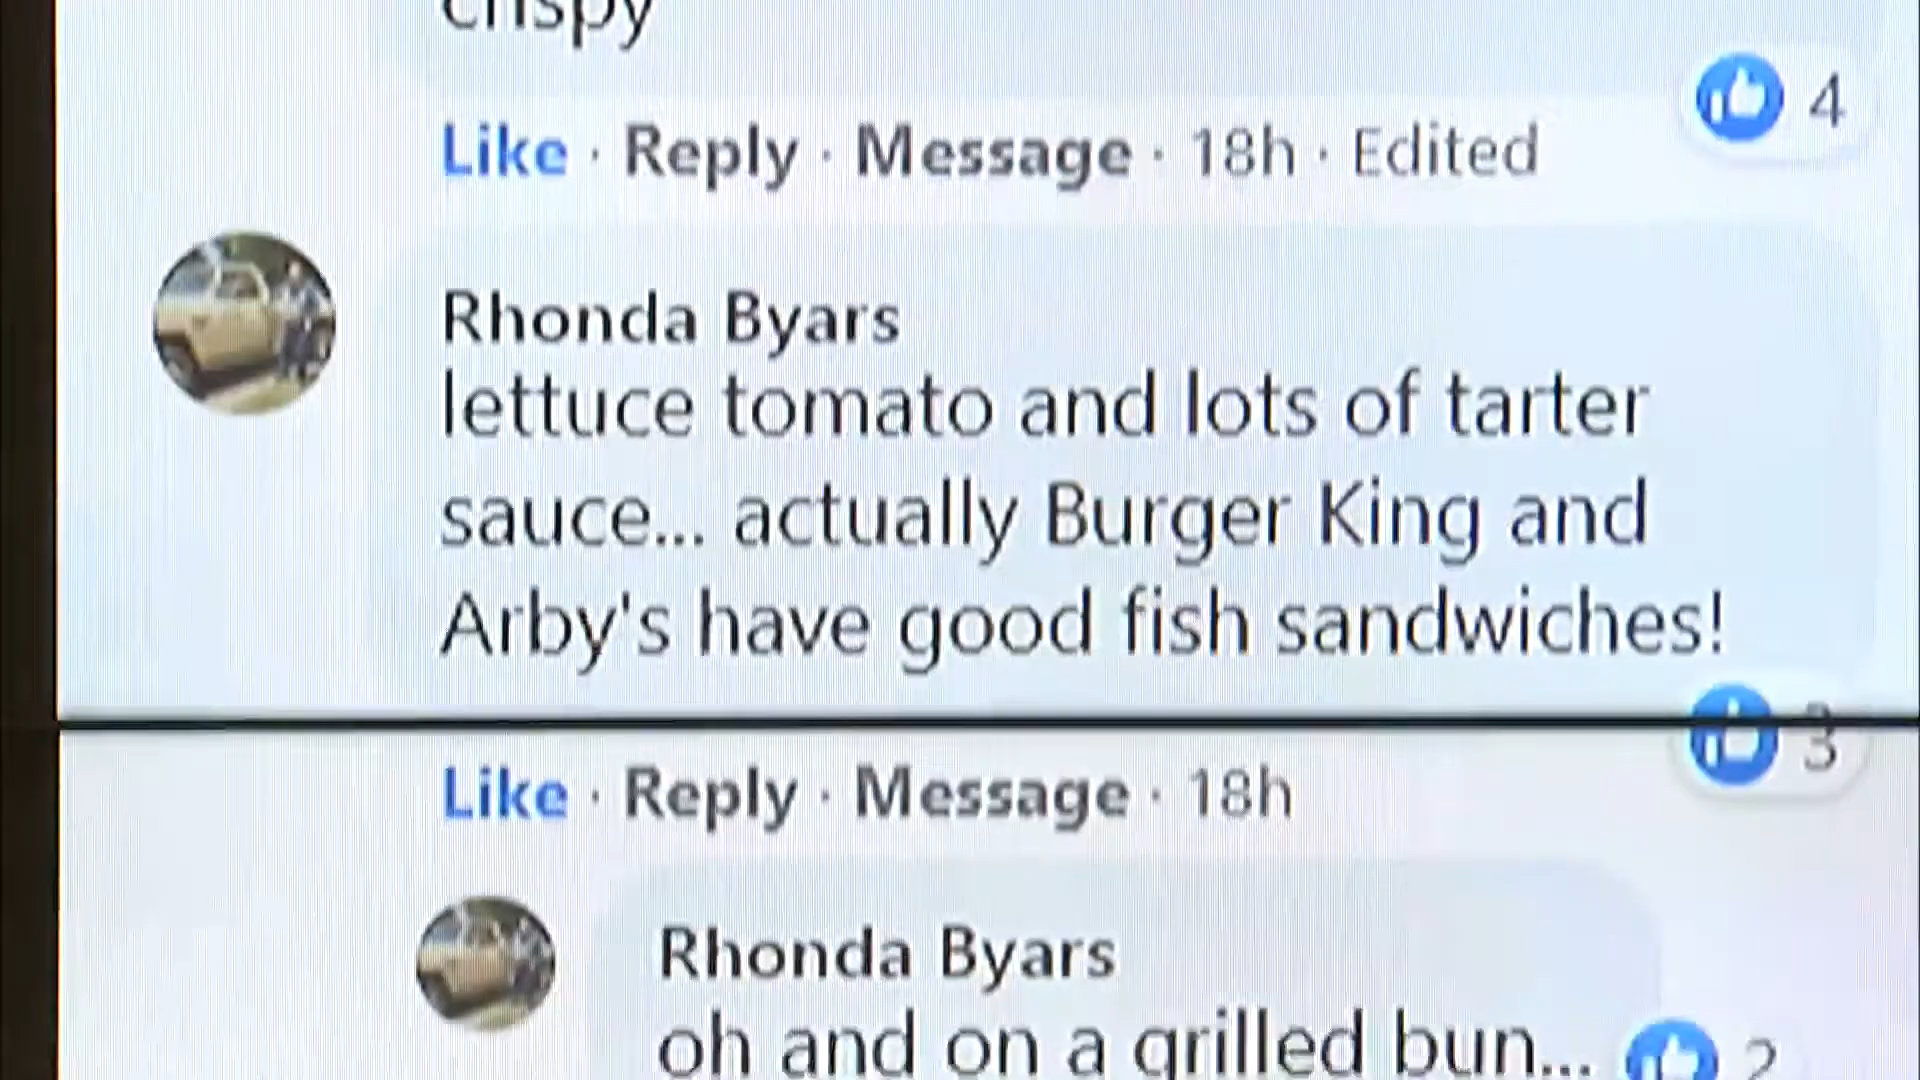 crispy
4
Like · Reply · Message · 18h · Edited
Rhonda Byars
lettuce tomato and lots of tarter
sauce... actually Burger King and
Arby's have good fish sandwiches!
3
Like · Reply · Message · 18h
Rhonda Byars
oh and on a grilled bun...
2